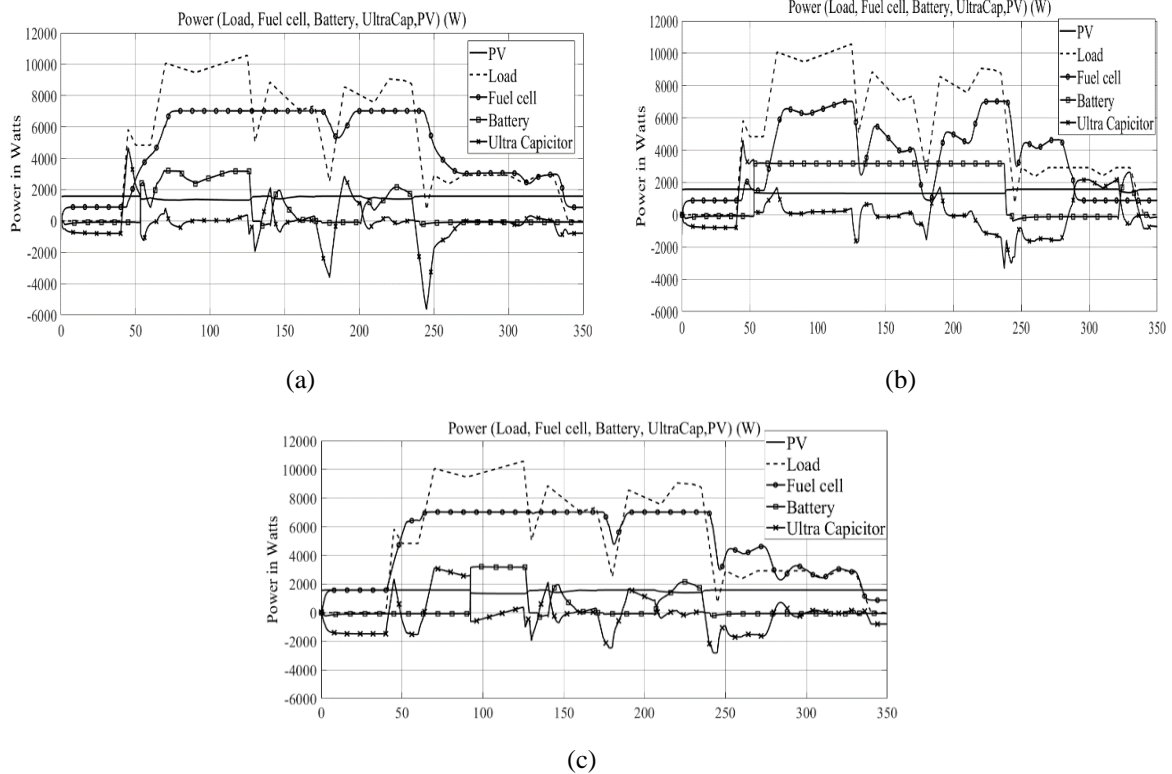 Power (Load, Fuel cell, Battery, UltraCap,PV) (W)
Power in Watts
12000
10000
8000
6000
4000
2000
0
-2000
-4000
-6000
0
50
100
150
200
250
300
350
PV
Load
Fuel cell
Battery
Ultra Capicitor
(a)
Power (Load, Fuel cell, Battery, UltraCap,PV) (W)
Power in Watts
12000
10000
8000
6000
4000
2000
0
-2000
-4000
-6000
0
50
100
150
200
250
300
350
PV
Load
Fuel cell
Battery
Ultra Capicitor
(b)
Power (Load, Fuel cell, Battery, UltraCap,PV) (W)
Power in Watts
12000
10000
8000
6000
4000
2000
0
-2000
-4000
-6000
0
50
100
150
200
250
300
350
PV
Load
Fuel cell
Battery
Ultra Capicitor
(c)